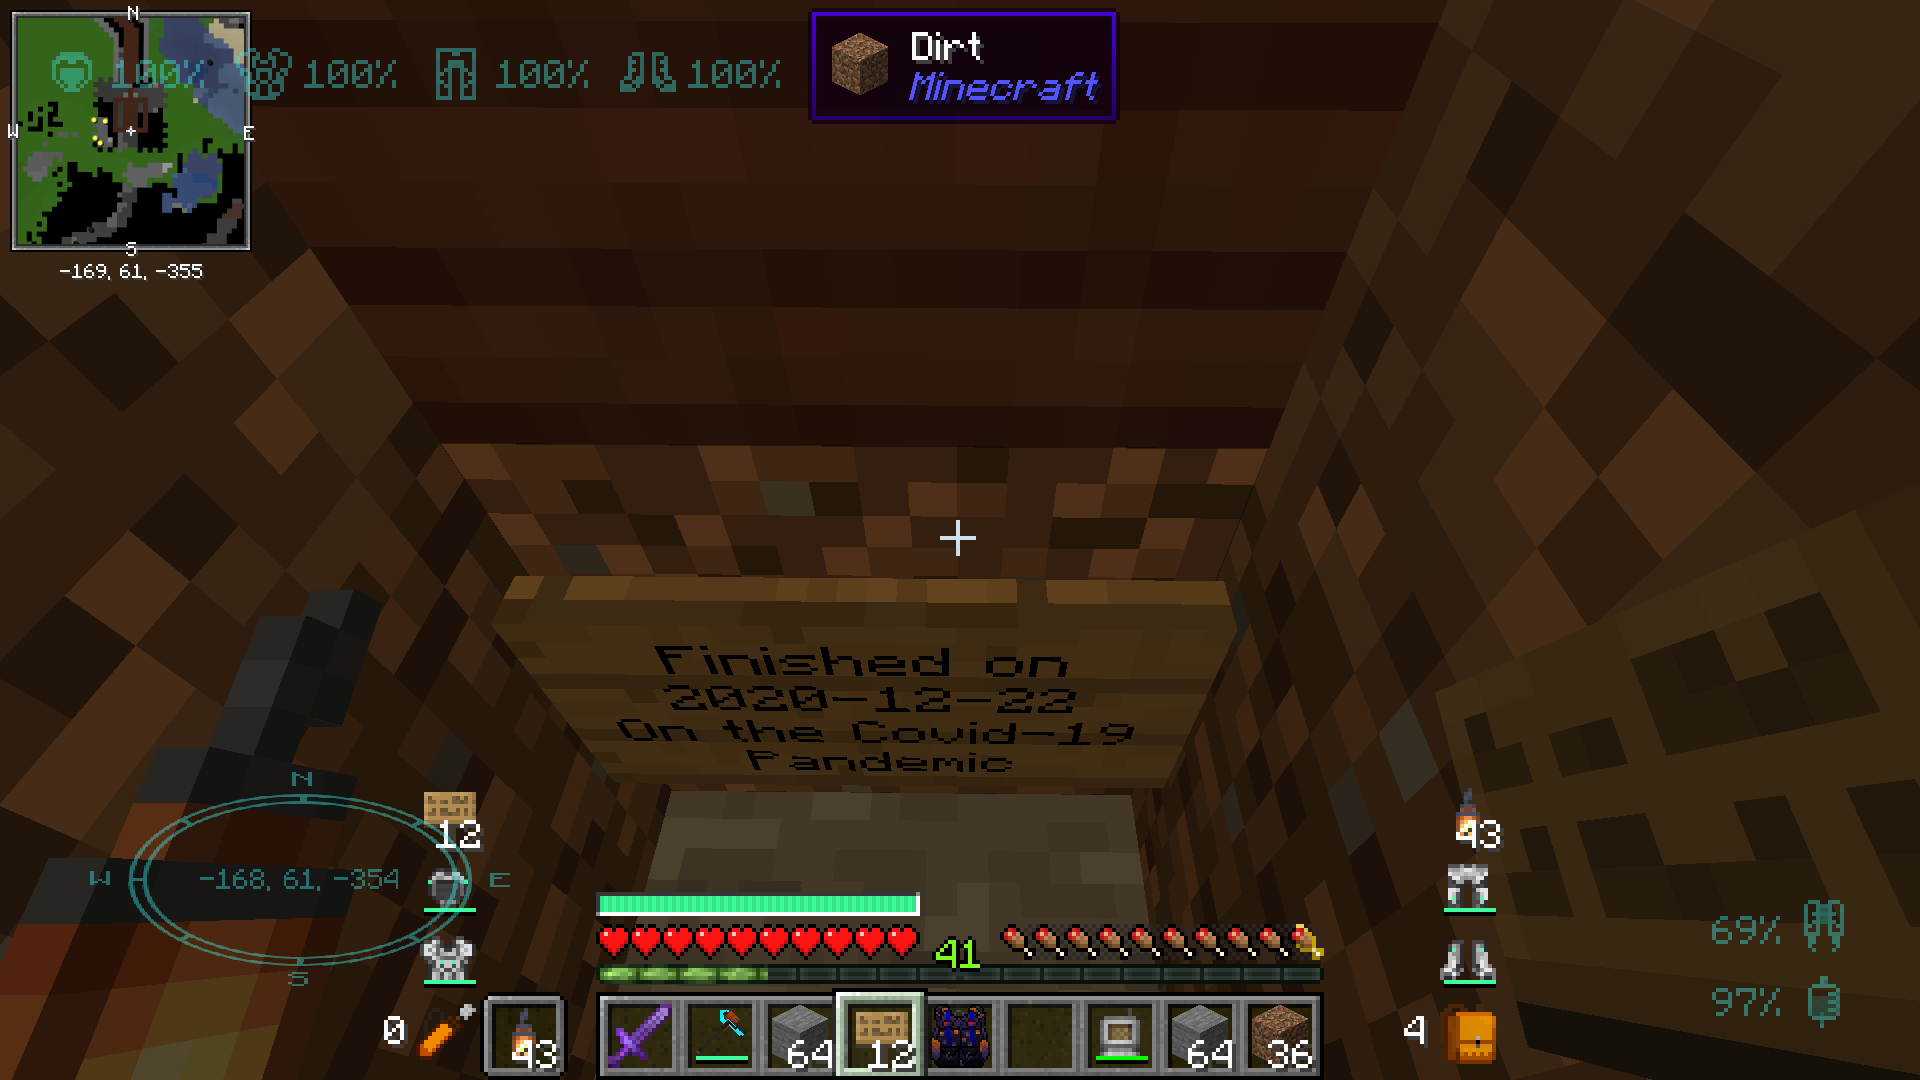 N
100% 100% 100% 100%
Dirt
Minecraft
W
E
S
-169, 61, -355
Finished on
2020-12-22
On the Covid-19
Pandemic
N
12
43
W
-168, 61, -354
E
S
41
69%
97%
0
43
64
12
64
36
4